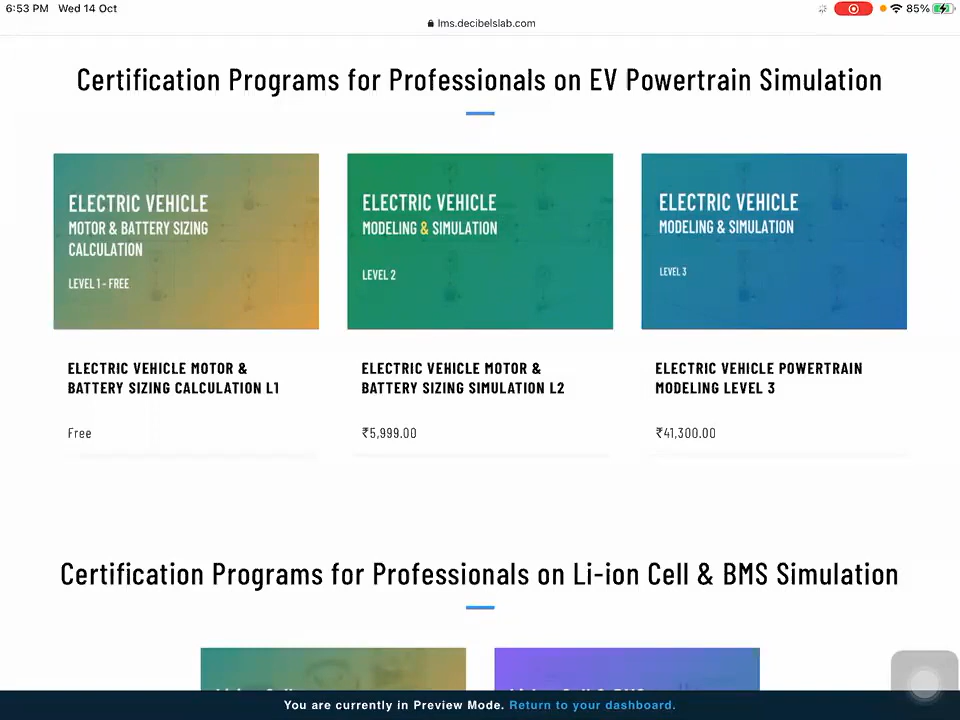 6:53 PM Wed 14 Oct
85%
lms.decibelslab.com
Certification Programs for Professionals on EV Powertrain Simulation
ELECTRIC VEHICLE
MOTOR & BATTERY SIZING
CALCULATION
LEVEL 1 - FREE
ELECTRIC VEHICLE
MODELING & SIMULATION
LEVEL 2
ELECTRIC VEHICLE
MODELING & SIMULATION
LEVEL 3
ELECTRIC VEHICLE MOTOR &
BATTERY SIZING CALCULATION L1
Free
ELECTRIC VEHICLE MOTOR &
BATTERY SIZING SIMULATION L2
₹5,999.00
ELECTRIC VEHICLE POWERTRAIN
MODELING LEVEL 3
₹41,300.00
Certification Programs for Professionals on Li-ion Cell & BMS Simulation
You are currently in Preview Mode. Return to your dashboard.